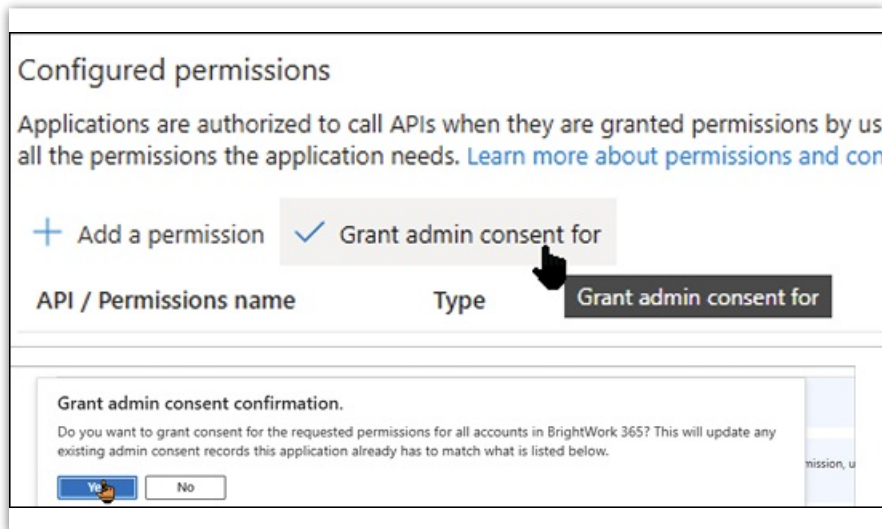 Configured permissions
Applications are authorized to call APIs when they are granted permissions by us
all the permissions the application needs. Learn more about permissions and con
+ Add a permission ✓ Grant admin consent for
API / Permissions name Type Grant admin consent for
Grant admin consent confirmation.
Do you want to grant consent for the requested permissions for all accounts in BrightWork 365? This will update any
existing admin consent records this application already has to match what is listed below.
mission, u
Yes No